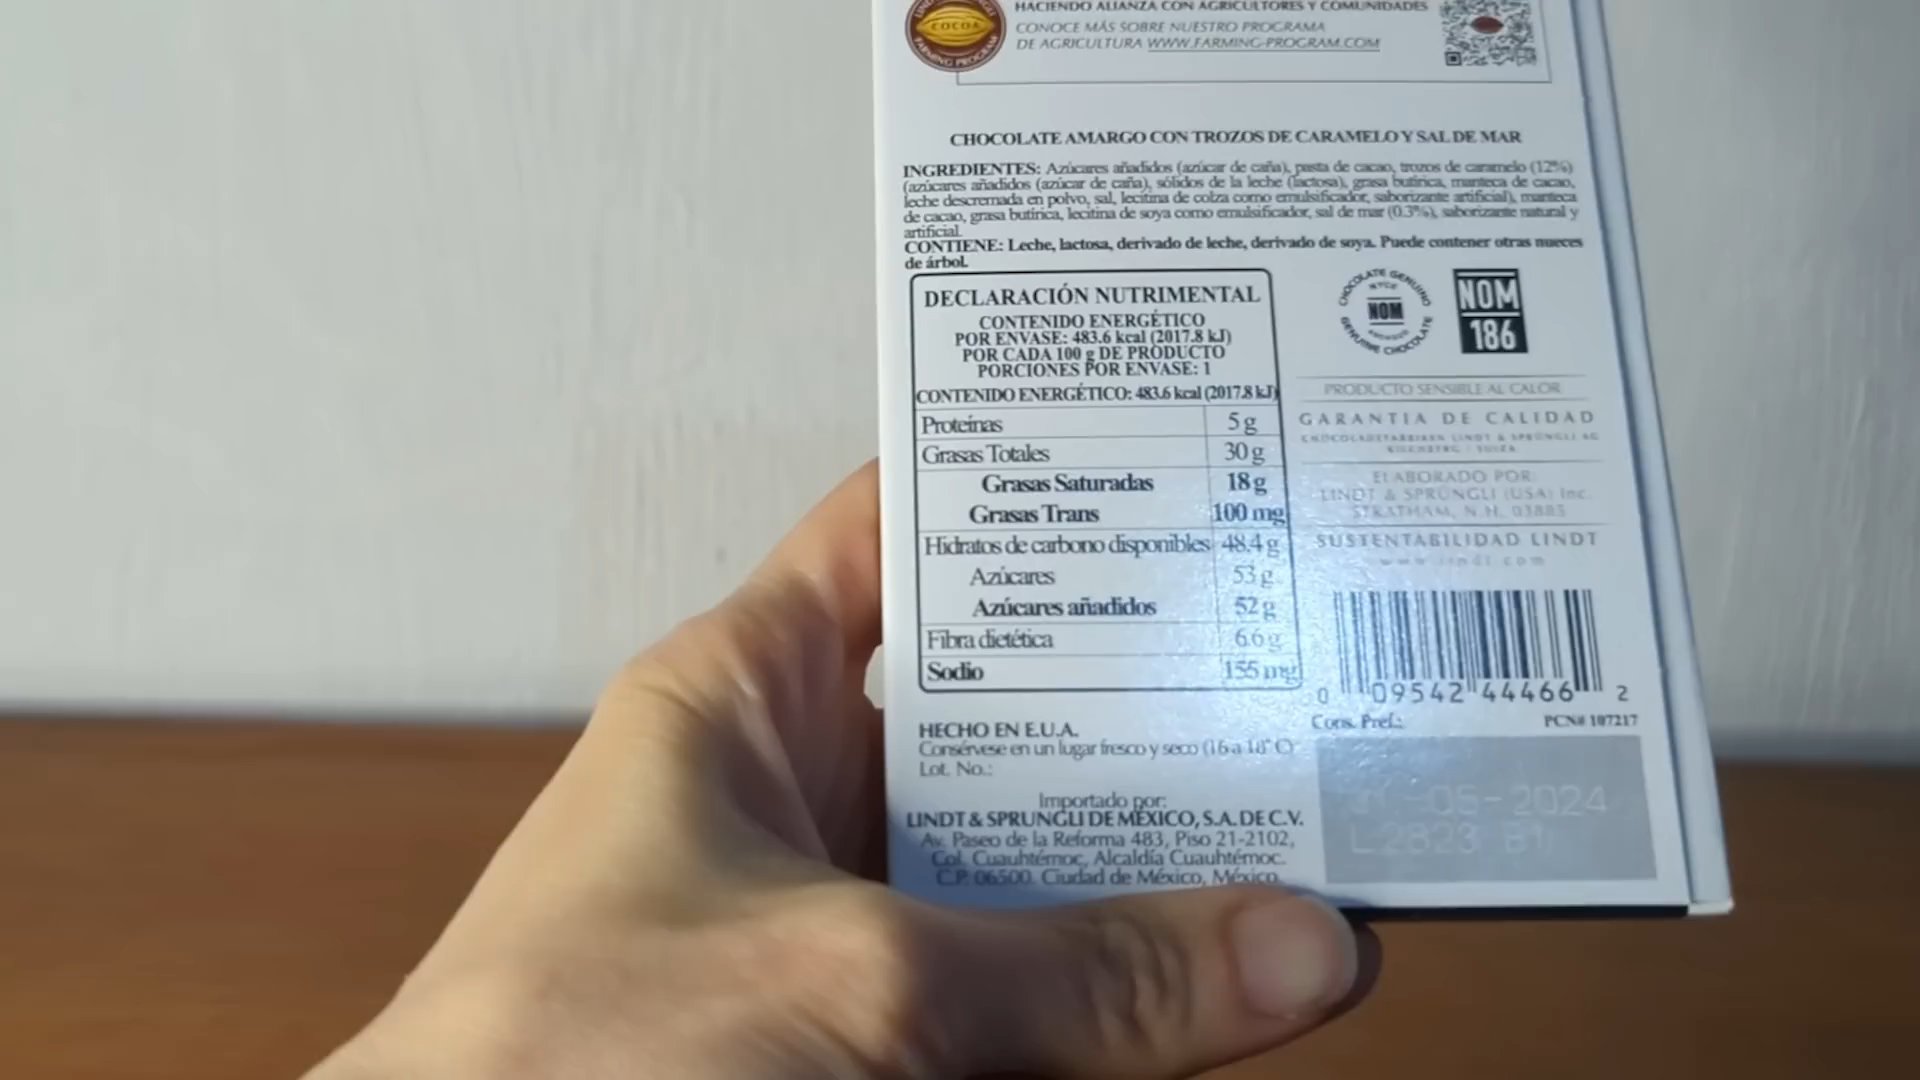 HACIENDO ALIANZA CON AGRICULTORES Y COMUNIDADES
COCOA
FARMING PROGRAM
CONOCE MÁS SOBRE NUESTRO PROGRAMA
DE AGRICULTURA WWW.FARMING-PROGRAM.COM
CHOCOLATE AMARGO CON TROZOS DE CARAMELO Y SAL DE MAR
INGREDIENTES: Azúcares añadidos (azúcar de caña), pasta de cacao, trozos de caramelo (12%)
(azúcares añadidos (azúcar de caña), sólidos de la leche (lactosa), grasa butírica, manteca de cacao,
leche descremada en polvo, sal, lecitina de colza como emulsificador, saborizante artificial), manteca
de cacao, grasa butírica, lecitina de soya como emulsificador, sal de mar (0.3%), saborizante natural y
artificial.
CONTIENE: Leche, lactosa, derivado de leche, derivado de soya. Puede contener otras nueces
de árbol.
DECLARACIÓN NUTRIMENTAL
CONTENIDO ENERGÉTICO
POR ENVASE: 483.6 kcal (2017.8 kJ)
POR CADA 100 g DE PRODUCTO
PORCIONES POR ENVASE: 1
CONTENIDO ENERGÉTICO: 483.6 kcal (2017.8 kJ)
Proteínas 5 g
Grasas Totales 30 g
Grasas Saturadas 18 g
Grasas Trans 100 mg
Hidratos de carbono disponibles 48.4 g
Azúcares 53 g
Azúcares añadidos 52 g
Fibra dietética 6.6 g
Sodio 155 mg
CHOCOLATE GENUINO
NYCE
NOM
GENUINE CHOCOLATE
NOM
186
PRODUCTO SENSIBLE AL CALOR
GARANTIA DE CALIDAD
CHOCOLADEFABRIKEN LINDT & SPRÜNGLI AG
KILCHBERG - SUIZA
ELABORADO POR:
LINDT & SPRÜNGLI (USA) Inc.
STRATHAM, N.H. 03885
SUSTENTABILIDAD LINDT
www.lindt.com
0 09542 44466 2
Cons. Pref.: PCN# 107217
-05-2024
L2823 B1
HECHO EN E.U.A.
Consérvese en un lugar fresco y seco (16 a 18° C)
Lot. No.:
Importado por:
LINDT & SPRUNGLI DE MÉXICO, S.A. DE C.V.
Av. Paseo de la Reforma 483, Piso 21-2102,
Col. Cuauhtémoc, Alcaldía Cuauhtémoc.
C.P. 06500. Ciudad de México, México.